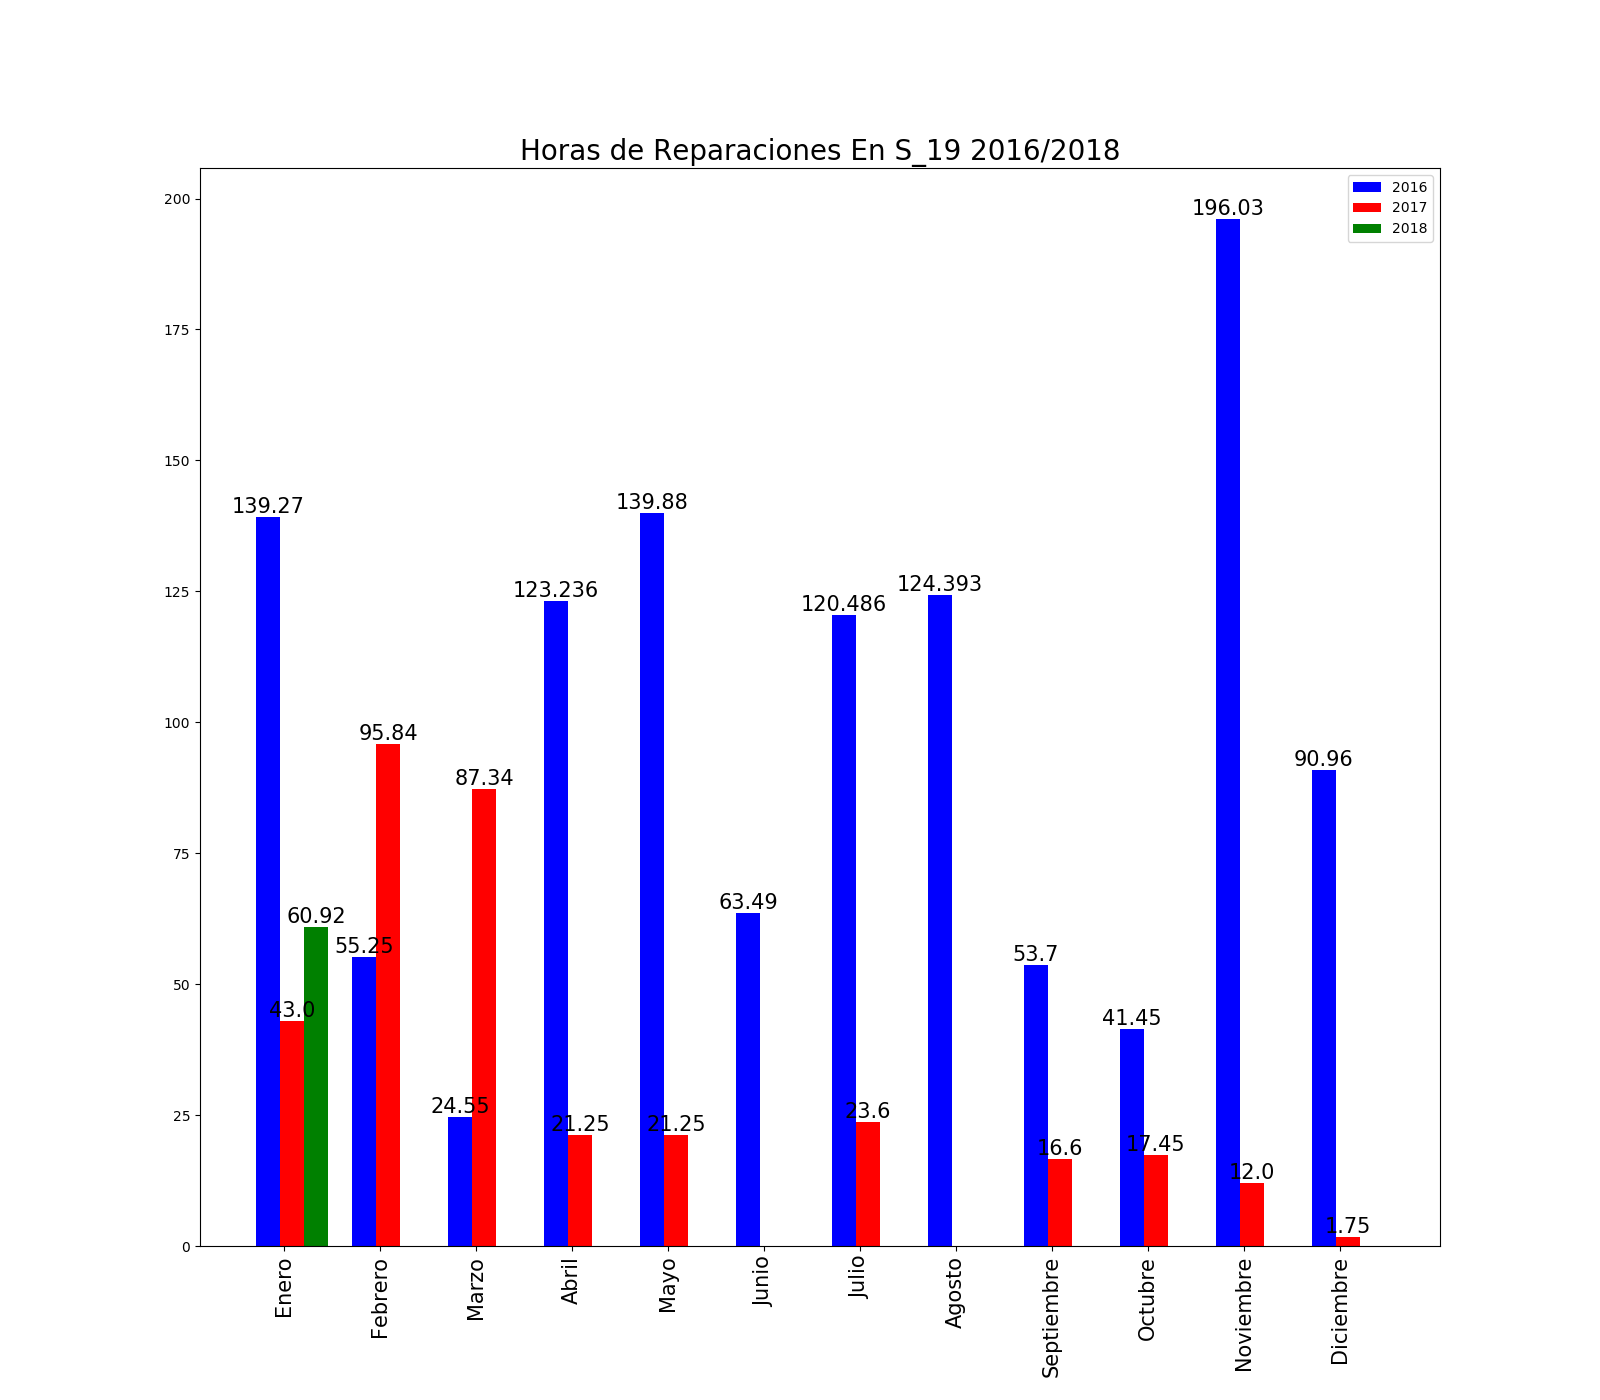 Horas de Reparaciones En S_19 2016/2018
2016
2017
2018
200
175
150
125
100
75
50
25
0
139.27
43.0
60.92
55.25
95.84
24.55
87.34
123.236
21.25
139.88
21.25
63.49
120.486
23.6
124.393
53.7
16.6
41.45
17.45
196.03
12.0
90.96
1.75
Enero
Febrero
Marzo
Abril
Mayo
Junio
Julio
Agosto
Septiembre
Octubre
Noviembre
Diciembre